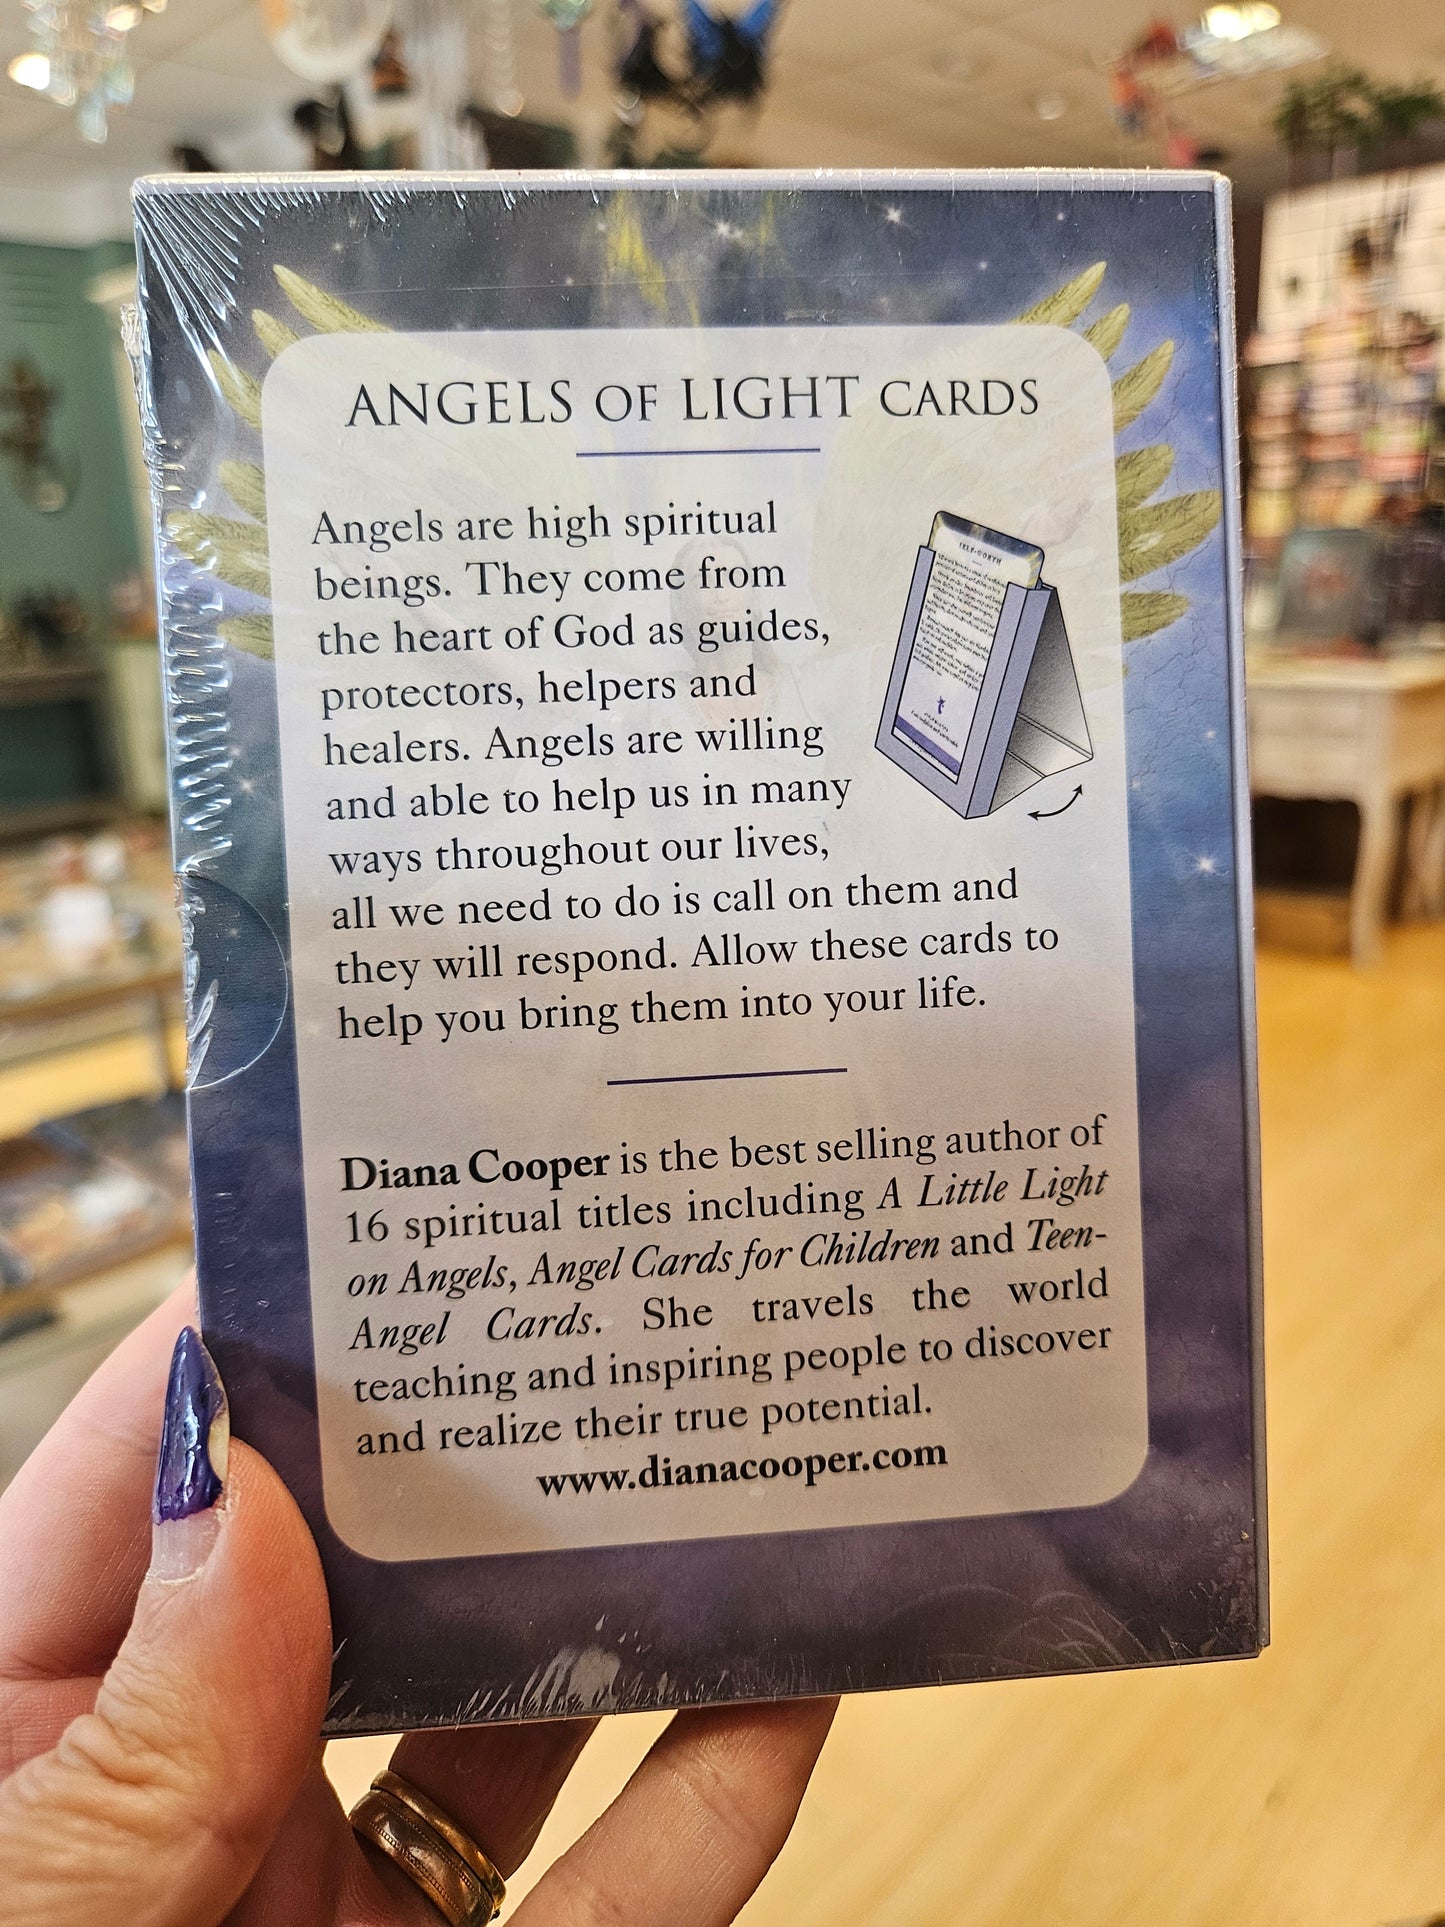 ANGELS OF LIGHT CARDS
Angels are high spiritual
beings. They come from
the heart of God as guides,
protectors, helpers and
healers. Angels are willing
and able to help us in many
ways throughout our lives,
all we need to do is call on them and
they will respond. Allow these cards to
help you bring them into your life.
SELF-WORTH
Diana Cooper is the best selling author of
16 spiritual titles including A Little Light
on Angels, Angel Cards for Children and Teen-
Angel Cards. She travels the world
teaching and inspiring people to discover
and realize their true potential.
www.dianacooper.com